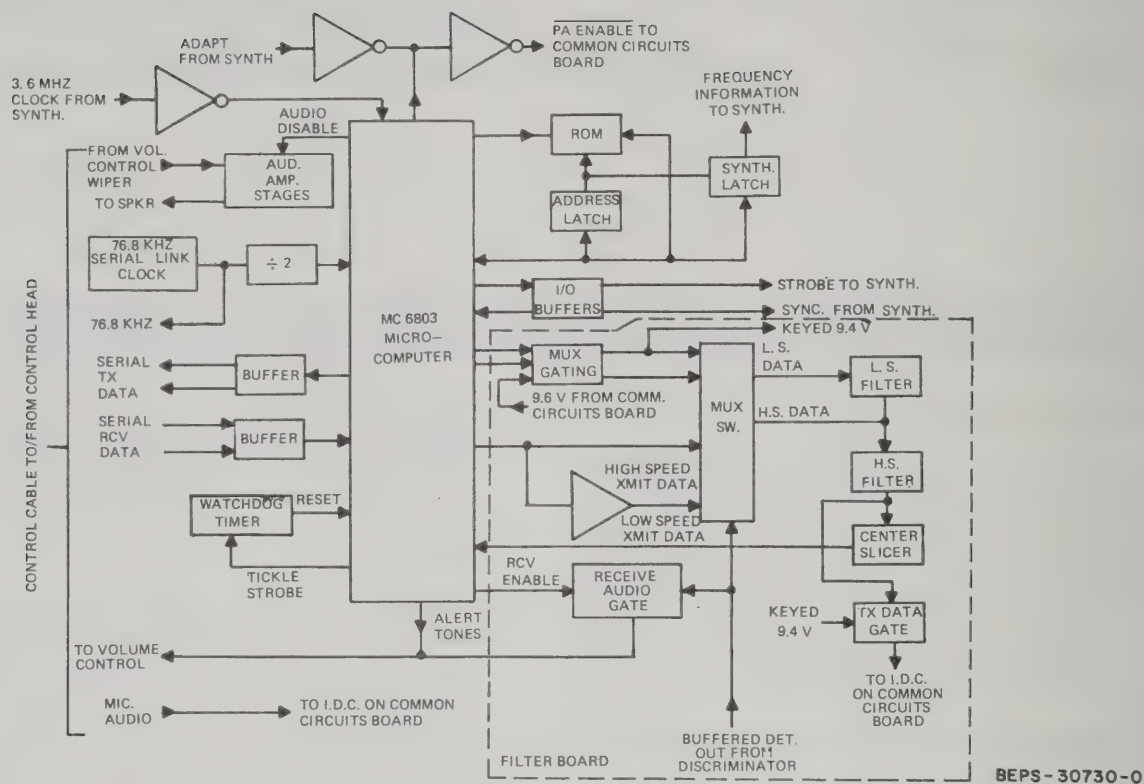 ADAPT
FROM SYNTH
PA ENABLE TO
COMMON CIRCUITS
BOARD
3.6 MHZ
CLOCK FROM
SYNTH.
FREQUENCY
INFORMATION
TO SYNTH.
AUDIO
DISABLE
FROM VOL.
CONTROL
WIPER
TO SPKR
AUD.
AMP.
STAGES
ROM
SYNTH.
LATCH
ADDRESS
LATCH
76.8 KHZ
SERIAL LINK
CLOCK
÷ 2
76.8 KHZ
MC 6803
MICRO-
COMPUTER
I/O
BUFFERS
STROBE TO SYNTH.
SYNC. FROM SYNTH.
KEYED 9.4 V
MUX
GATING
9.6 V FROM COMM.
CIRCUITS BOARD
MUX
SW.
L. S.
DATA
L. S.
FILTER
H.S. DATA
H.S.
FILTER
CENTER
SLICER
SERIAL
TX
DATA
BUFFER
SERIAL
RCV
DATA
BUFFER
HIGH SPEED
XMIT DATA
LOW SPEED
XMIT DATA
WATCHDOG
TIMER
RESET
TICKLE
STROBE
RCV
ENABLE
RECEIVE
AUDIO
GATE
KEYED
9.4 V
TX DATA
GATE
ALERT
TONES
TO VOLUME
CONTROL
MIC.
AUDIO
TO I.D.C. ON COMMON
CIRCUITS BOARD
TO I.D.C.
ON COMMON
CIRCUITS
BOARD
BUFFERED DET.
OUT FROM
DISCRIMINATOR
FILTER BOARD
CONTROL CABLE TO/FROM CONTROL HEAD
BEPS-30730-0